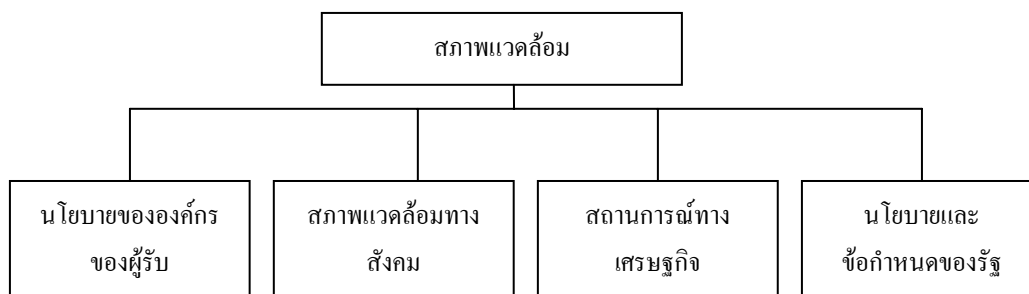 สภาพแวดล้อม
นโยบายขององค์กร
ของผู้รับ
สภาพแวดล้อมทาง
สังคม
สถานการณ์ทาง
เศรษฐกิจ
นโยบายและ
ข้อกำหนดของรัฐ